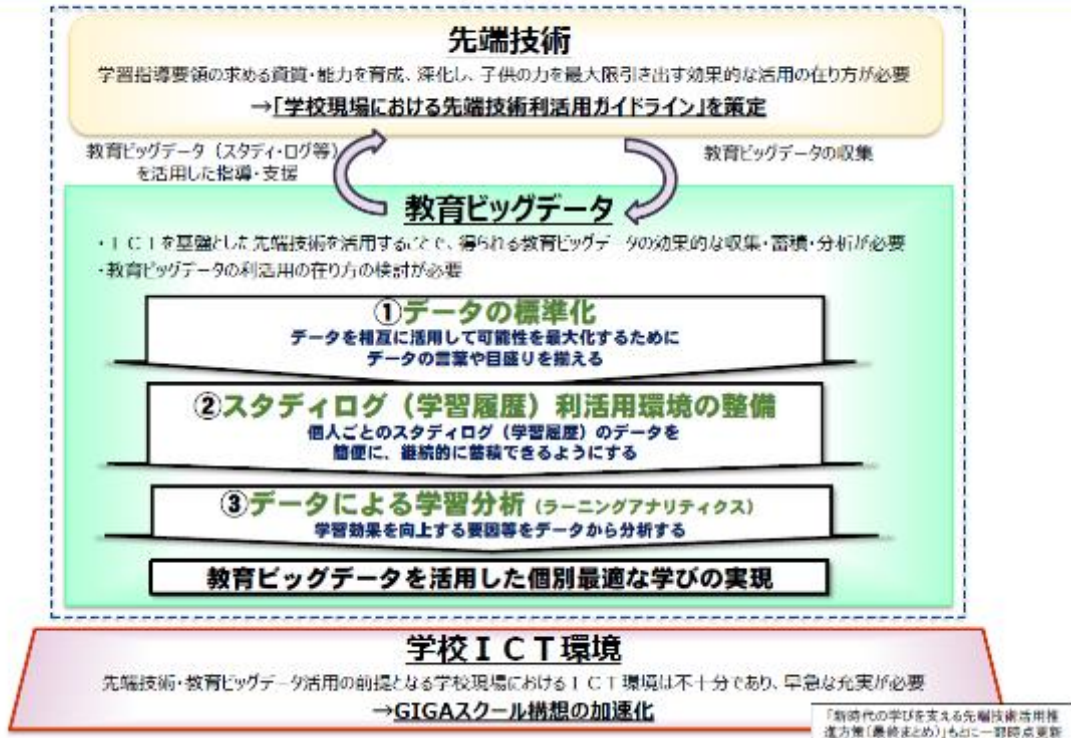 先端技術
学習指導要領の求める資質・能力を育成、深化し、子供の力を最大限引き出す効果的な活用の在り方が必要
→「学校現場における先端技術利活用ガイドライン」を策定
教育ビッグデータ（スタディ・ログ等）
を活用した指導・支援
教育ビッグデータの収集
教育ビッグデータ
・ＩＣＴを基盤とした先端技術を活用することで、得られる教育ビッグデータの効果的な収集・蓄積・分析が必要
・教育ビッグデータの利活用の在り方の検討が必要
①データの標準化
データを相互に活用して可能性を最大化するために
データの言葉や目盛りを揃える
②スタディログ（学習履歴）利活用環境の整備
個人ごとのスタディログ（学習履歴）のデータを
簡便に、継続的に蓄積できるようにする
③データによる学習分析（ラーニングアナリティクス）
学習効果を向上する要因等をデータから分析する
教育ビッグデータを活用した個別最適な学びの実現
学校ＩＣＴ環境
先端技術・教育ビッグデータ活用の前提となる学校現場におけるＩＣＴ環境は不十分であり、早急な充実が必要
→GIGAスクール構想の加速化
「新時代の学びを支える先端技術活用推
進方策（最終まとめ）」もとに一部時点更新